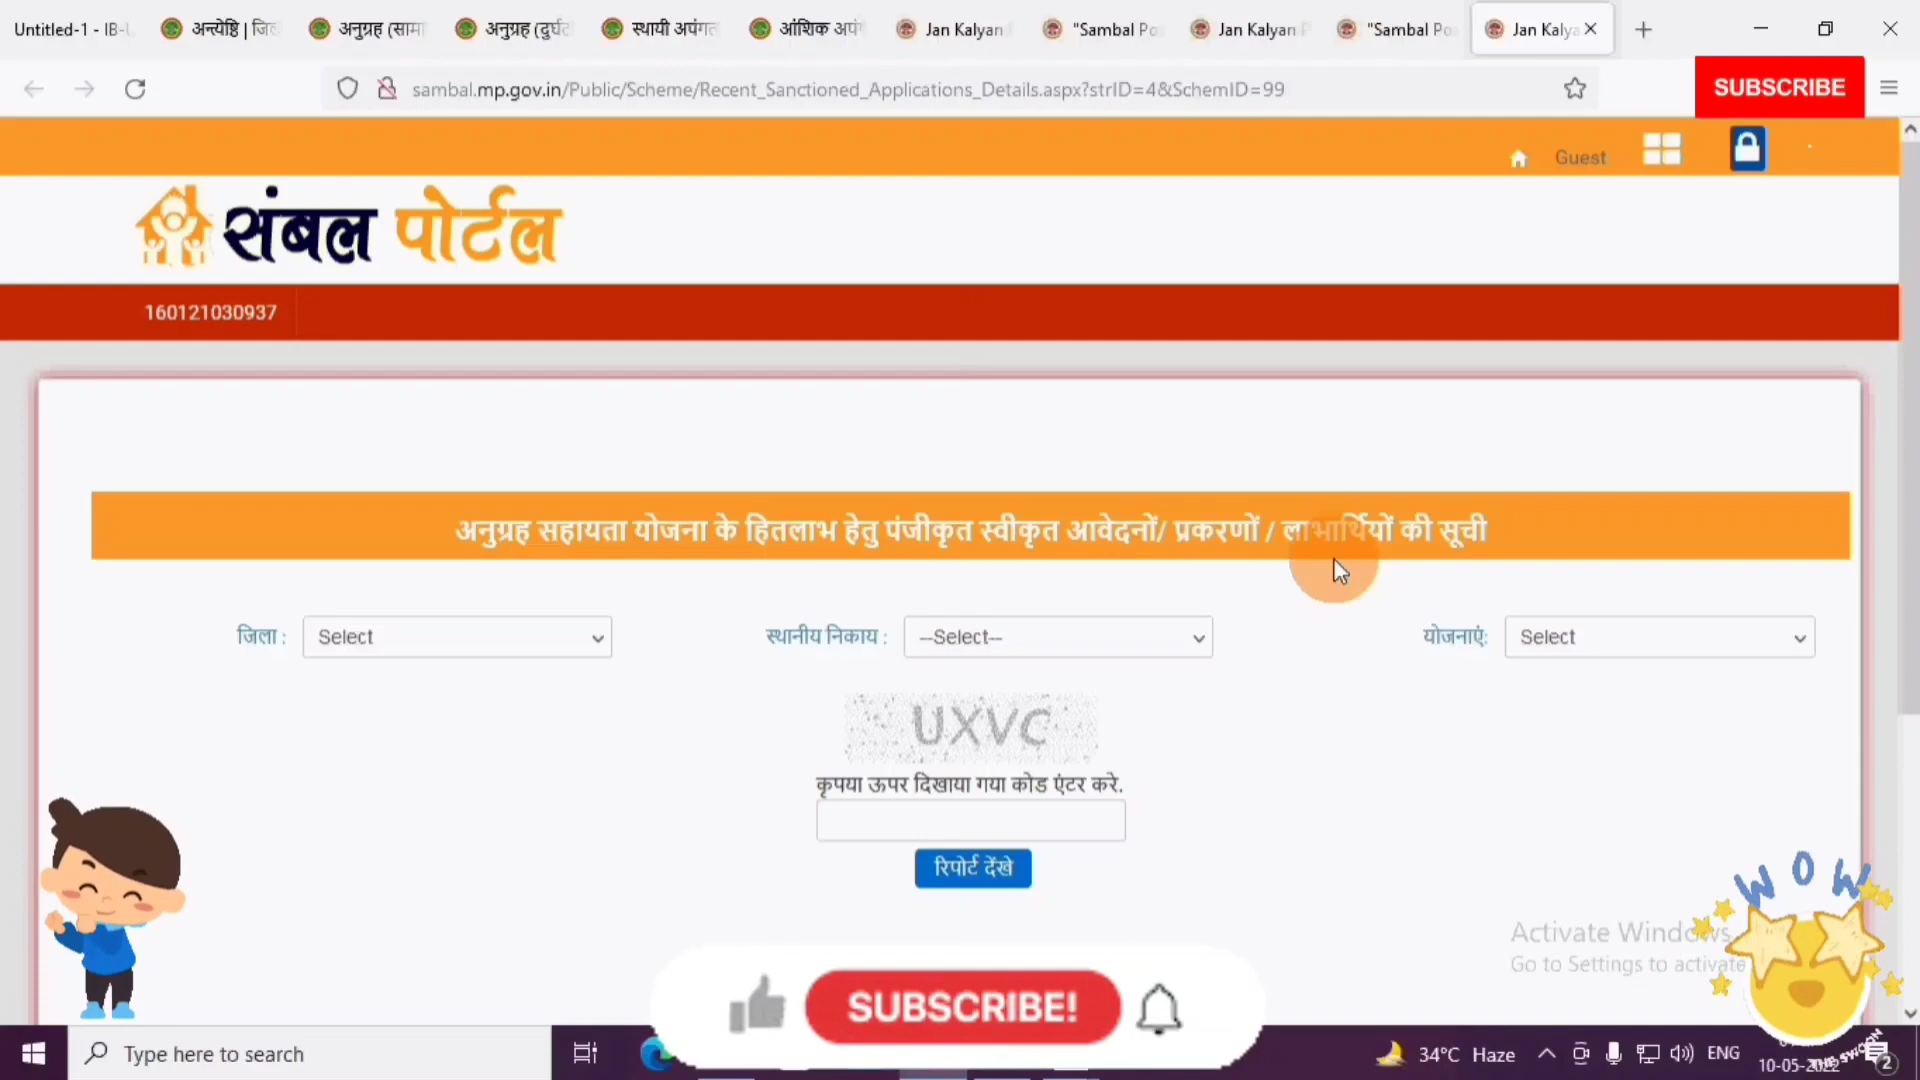 Untitled-1 - IB-U
अन्त्येष्ठि | जि
अनुग्रह (साम
अनुग्रह (दुर्घट
स्थायी अपंगत
आंशिक अपं
Jan Kalyan
"Sambal Po
Jan Kalyan P
"Sambal Po
Jan Kalya
sambal.mp.gov.in/Public/Scheme/Recent_Sanctioned_Applications_Details.aspx?strID=4&SchemID=99
SUBSCRIBE
Guest
संबल पोर्टल
160121030937
अनुग्रह सहायता योजना के हितलाभ हेतु पंजीकृत स्वीकृत आवेदनों/ प्रकरणों / लाभार्थियों की सूची
जिला : Select
स्थानीय निकाय : --Select--
योजनाएं: Select
UXVC
कृपया ऊपर दिखाया गया कोड एंटर करे.
रिपोर्ट देंखे
WOW
Activate Windows
Go to Settings to activate
SUBSCRIBE!
Type here to search
34°C Haze
ENG
10-05-2022
2